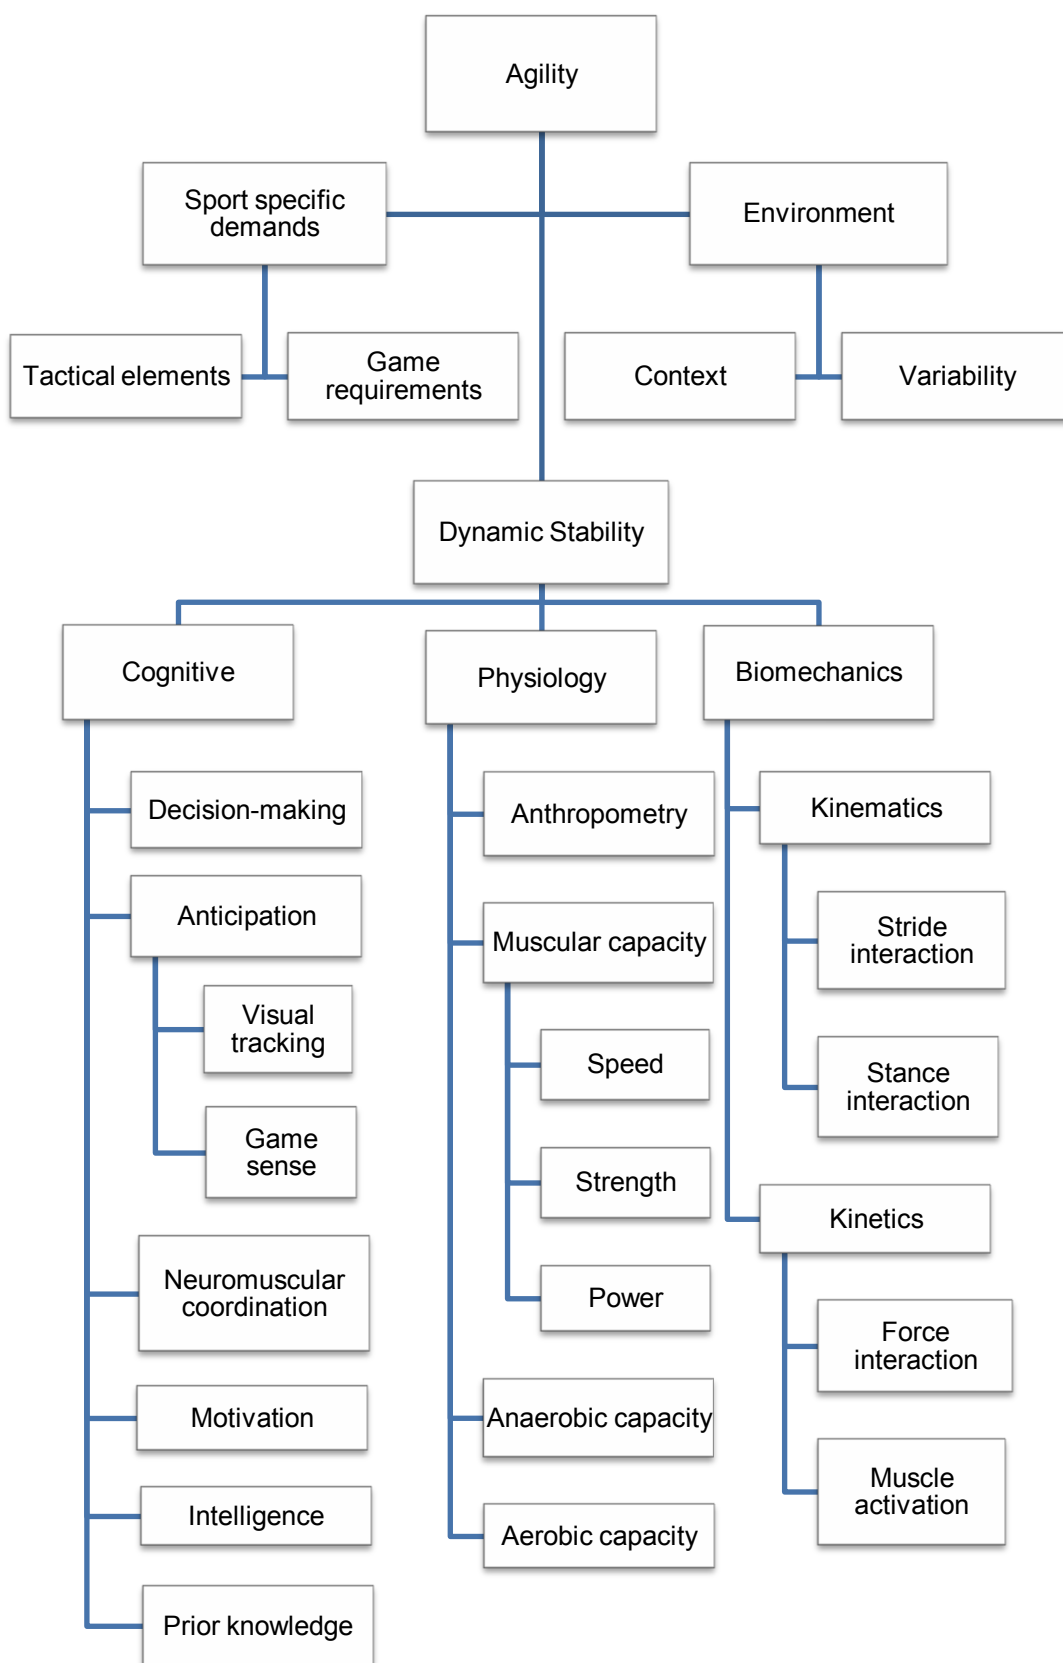 Agility
Sport specific
demands
Environment
Tactical elements
Game
requirements
Context
Variability
Dynamic Stability
Cognitive
Physiology
Biomechanics
Decision-making
Anticipation
Visual
tracking
Game
sense
Neuromuscular
coordination
Motivation
Intelligence
Prior knowledge
Anthropometry
Muscular capacity
Speed
Strength
Power
Anaerobic capacity
Aerobic capacity
Kinematics
Stride
interaction
Stance
interaction
Kinetics
Force
interaction
Muscle
activation